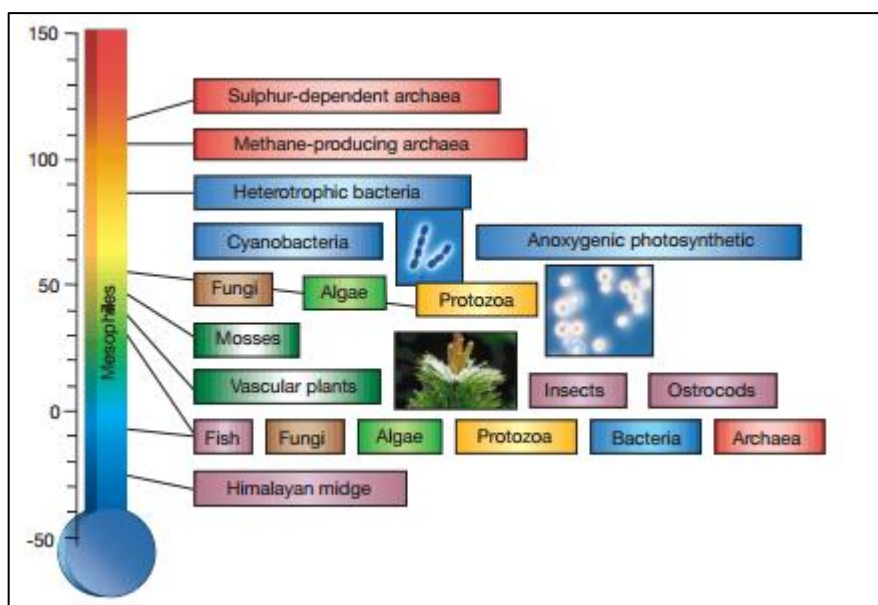 150
Sulphur-dependent archaea
Methane-producing archaea
100
Heterotrophic bacteria
Cyanobacteria Anoxygenic photosynthetic
Fungi Algae Protozoa
50
Mesophiles
Mosses
Vascular plants Insects Ostrocods
0
Fish Fungi Algae Protozoa Bacteria Archaea
Himalayan midge
-50